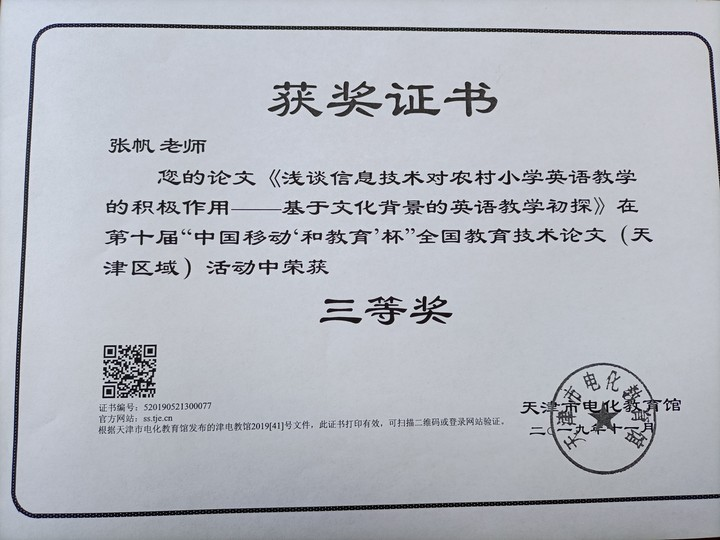 获奖证书
张帆 老师
您的论文《浅谈信息技术对农村小学英语教学
的积极作用——基于文化背景的英语教学初探》在
第十届“中国移动‘和教育’杯”全国教育技术论文（天
津区域）活动中荣获
三等奖
证书编号：520190521300077
官方网站：ss.tje.cn
根据天津市电化教育馆发布的津电教馆2019[41]号文件，此证书打印有效，可扫描二维码或登录网站验证。
天津市电化教育馆
二〇一九年十一月
天津市电化教育馆